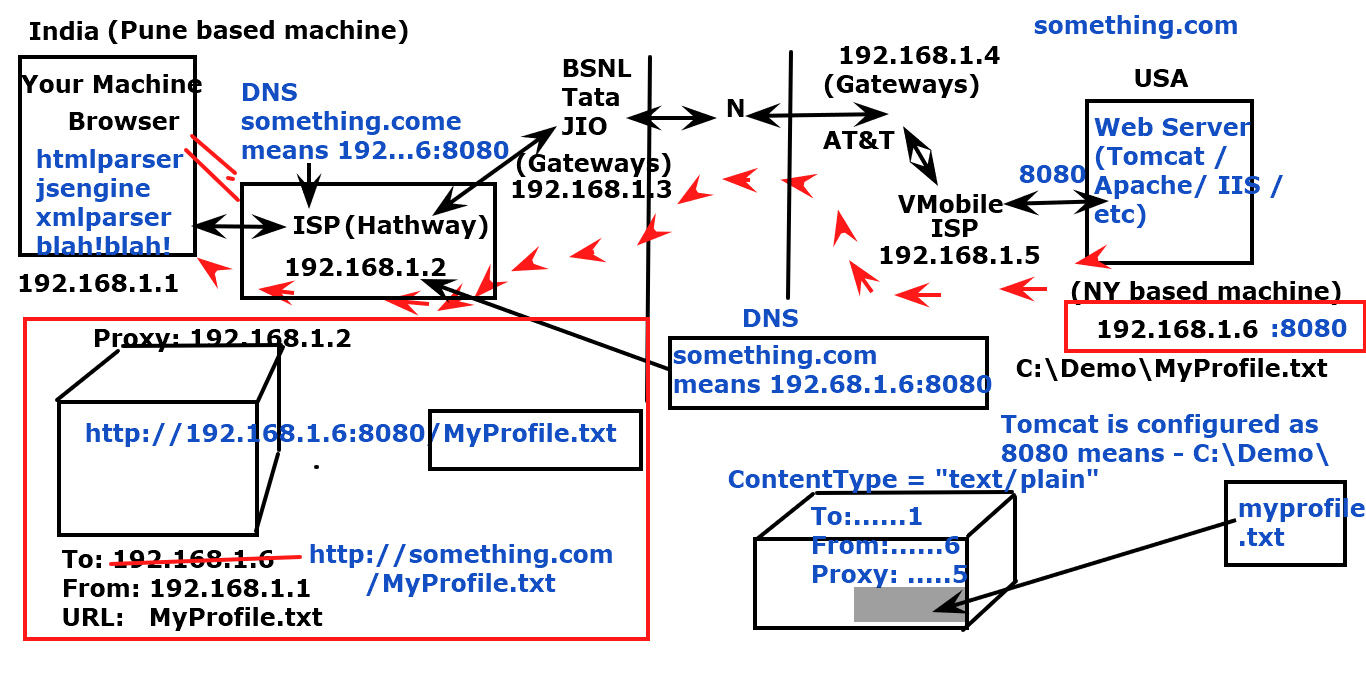 something.com
India (Pune based machine)
Your Machine
Browser
htmlparser
jsengine
xmlparser
blah!blah!
192.168.1.1
DNS
something.come
means 192...6:8080
ISP (Hathway)
192.168.1.2
BSNL
Tata
JIO
(Gateways)
192.168.1.3
N
192.168.1.4
(Gateways)
AT&T
VMobile
ISP
192.168.1.5
8080
USA
Web Server
(Tomcat /
Apache/ IIS /
etc)
(NY based machine)
192.168.1.6 :8080
C:\Demo\MyProfile.txt
DNS
something.com
means 192.68.1.6:8080
Proxy: 192.168.1.2
http://192.168.1.6:8080/MyProfile.txt
To: 192.168.1.6 http://something.com
/MyProfile.txt
From: 192.168.1.1
URL: MyProfile.txt
Tomcat is configured as
8080 means - C:\Demo\
ContentType = "text/plain"
To:......1
From:......6
Proxy: .....5
myprofile
.txt